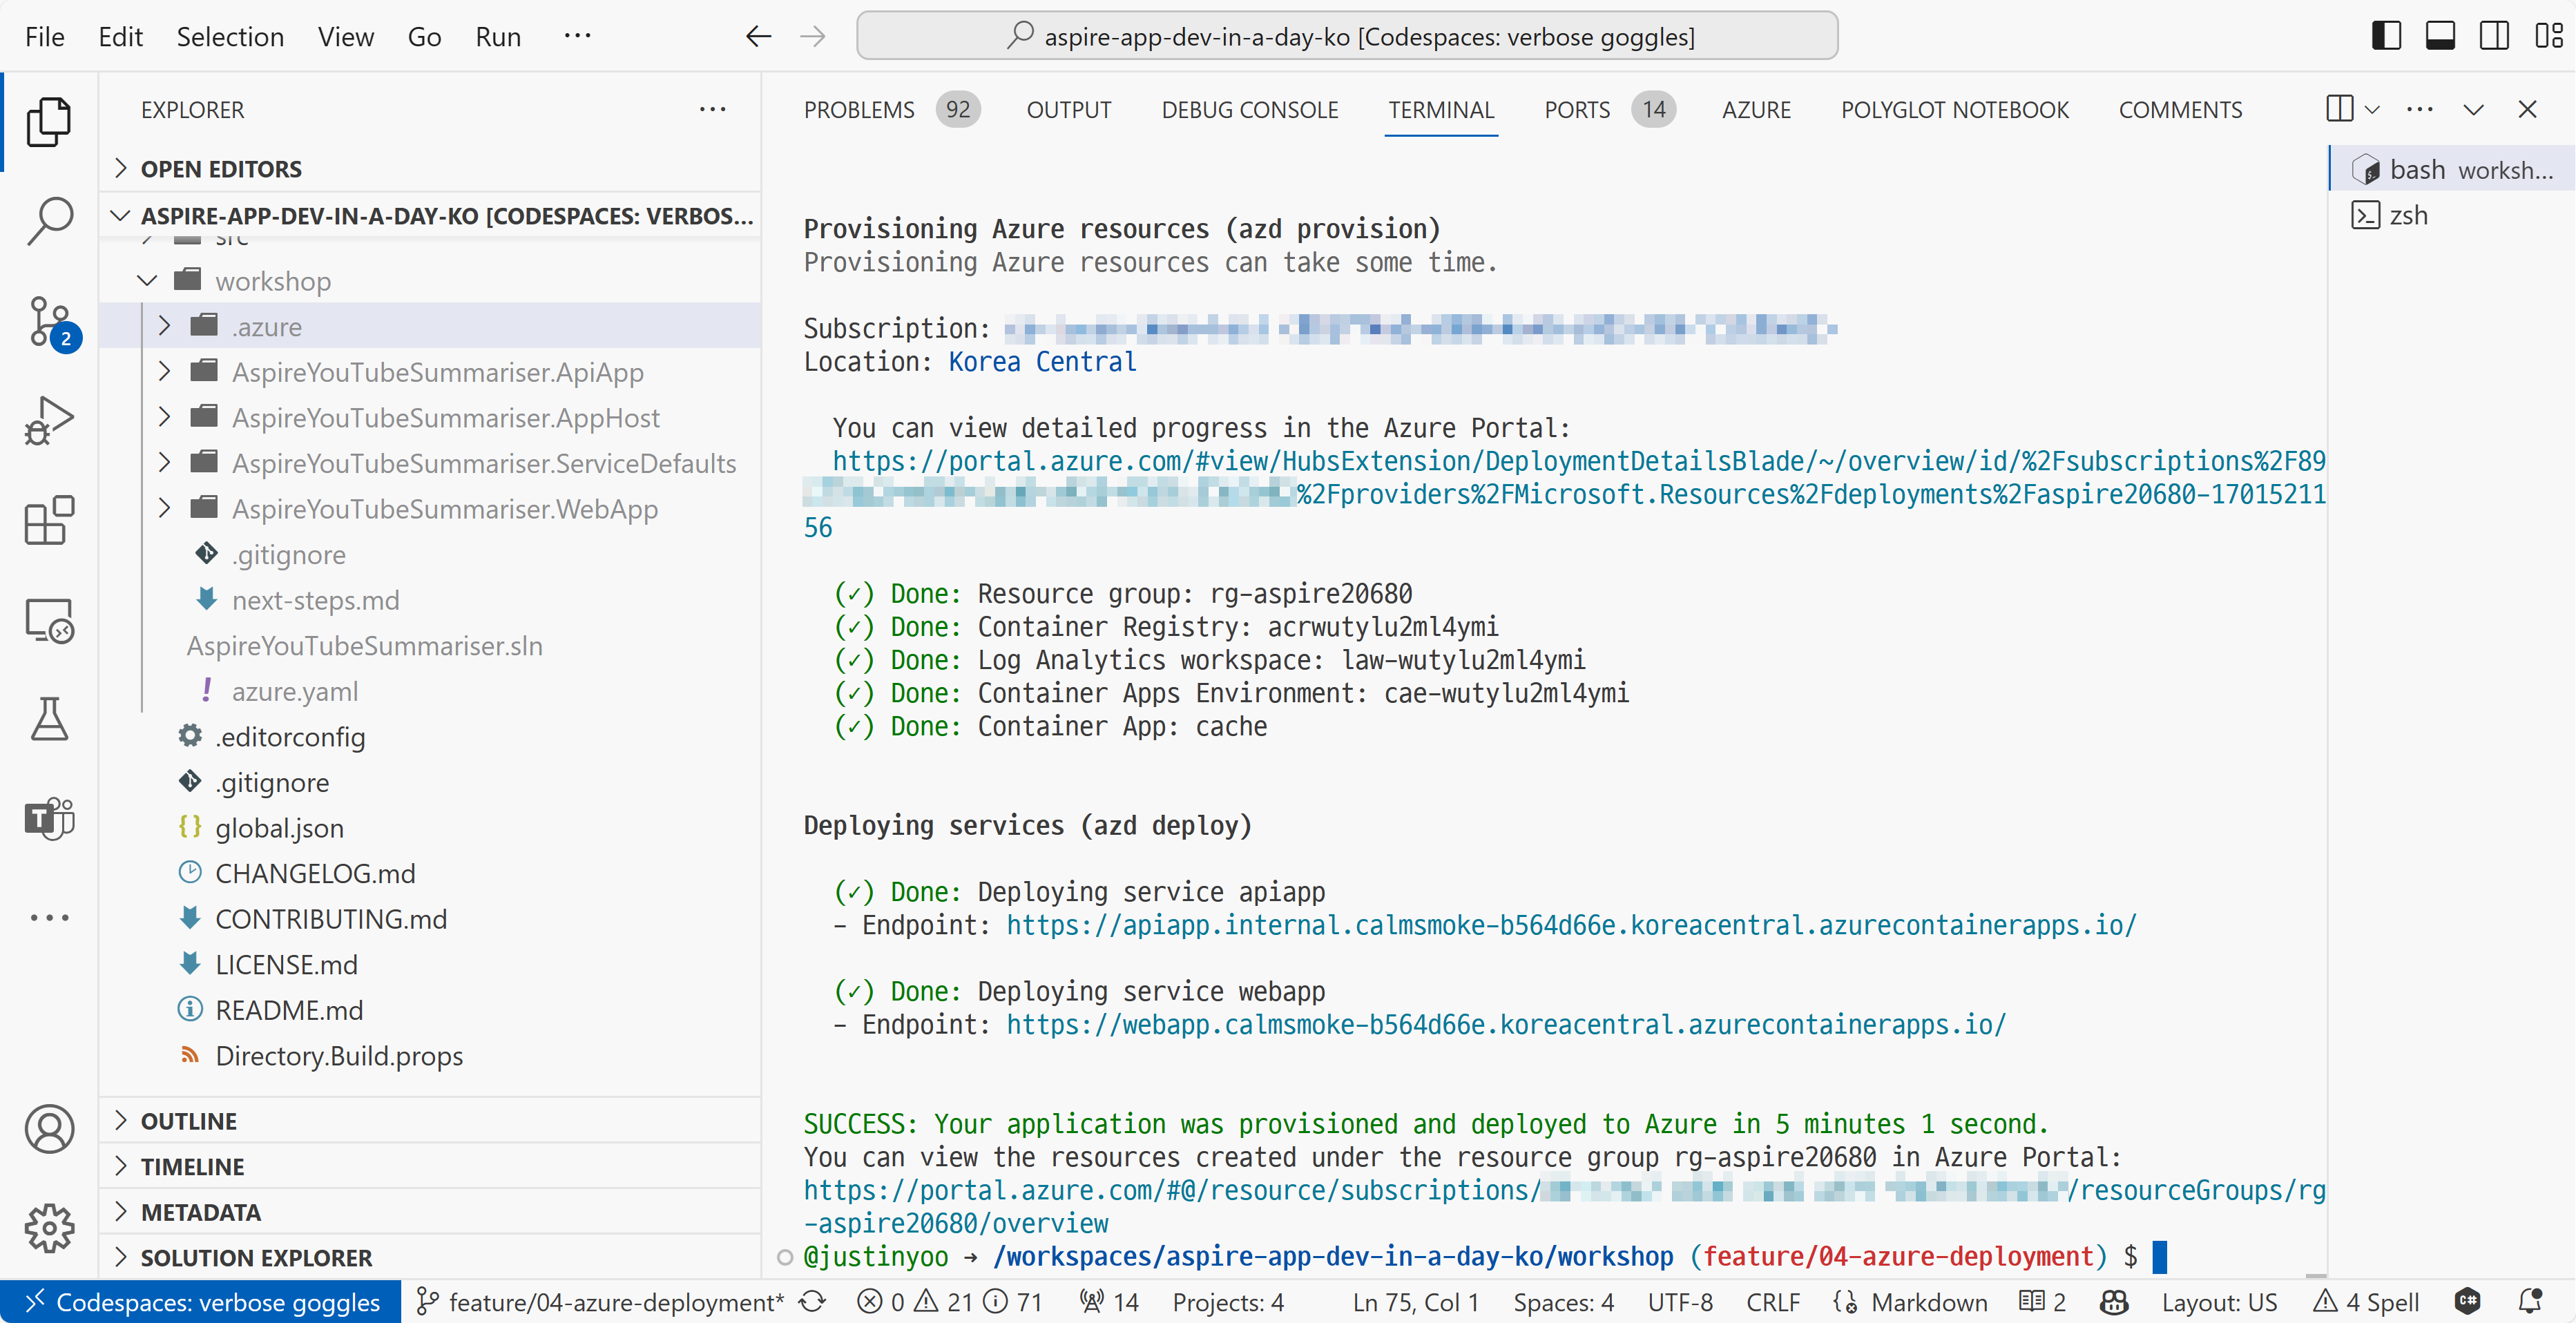 File Edit Selection View Go Run ···
aspire-app-dev-in-a-day-ko [Codespaces: verbose goggles]
EXPLORER
OPEN EDITORS
ASPIRE-APP-DEV-IN-A-DAY-KO [CODESPACES: VERBOS...
src
workshop
.azure
AspireYouTubeSummariser.ApiApp
AspireYouTubeSummariser.AppHost
AspireYouTubeSummariser.ServiceDefaults
AspireYouTubeSummariser.WebApp
.gitignore
next-steps.md
AspireYouTubeSummariser.sln
azure.yaml
.editorconfig
.gitignore
global.json
CHANGELOG.md
CONTRIBUTING.md
LICENSE.md
README.md
Directory.Build.props
OUTLINE
TIMELINE
METADATA
SOLUTION EXPLORER
2
PROBLEMS 92 OUTPUT DEBUG CONSOLE TERMINAL PORTS 14 AZURE POLYGLOT NOTEBOOK COMMENTS
bash worksh...
zsh
Provisioning Azure resources (azd provision)
Provisioning Azure resources can take some time.
Subscription:
Location: Korea Central
You can view detailed progress in the Azure Portal:
https://portal.azure.com/#view/HubsExtension/DeploymentDetailsBlade/~/overview/id/%2Fsubscriptions%2F89
%2Fproviders%2FMicrosoft.Resources%2Fdeployments%2Faspire20680-17015211
56
(✓) Done: Resource group: rg-aspire20680
(✓) Done: Container Registry: acrwutylu2ml4ymi
(✓) Done: Log Analytics workspace: law-wutylu2ml4ymi
(✓) Done: Container Apps Environment: cae-wutylu2ml4ymi
(✓) Done: Container App: cache
Deploying services (azd deploy)
(✓) Done: Deploying service apiapp
- Endpoint: https://apiapp.internal.calmsmoke-b564d66e.koreacentral.azurecontainerapps.io/
(✓) Done: Deploying service webapp
- Endpoint: https://webapp.calmsmoke-b564d66e.koreacentral.azurecontainerapps.io/
SUCCESS: Your application was provisioned and deployed to Azure in 5 minutes 1 second.
You can view the resources created under the resource group rg-aspire20680 in Azure Portal:
https://portal.azure.com/#@/resource/subscriptions/ /resourceGroups/rg
-aspire20680/overview
@justinyoo → /workspaces/aspire-app-dev-in-a-day-ko/workshop (feature/04-azure-deployment) $
Codespaces: verbose goggles feature/04-azure-deployment* 0 21 71 14 Projects: 4 Ln 75, Col 1 Spaces: 4 UTF-8 CRLF Markdown 2 Layout: US 4 Spell